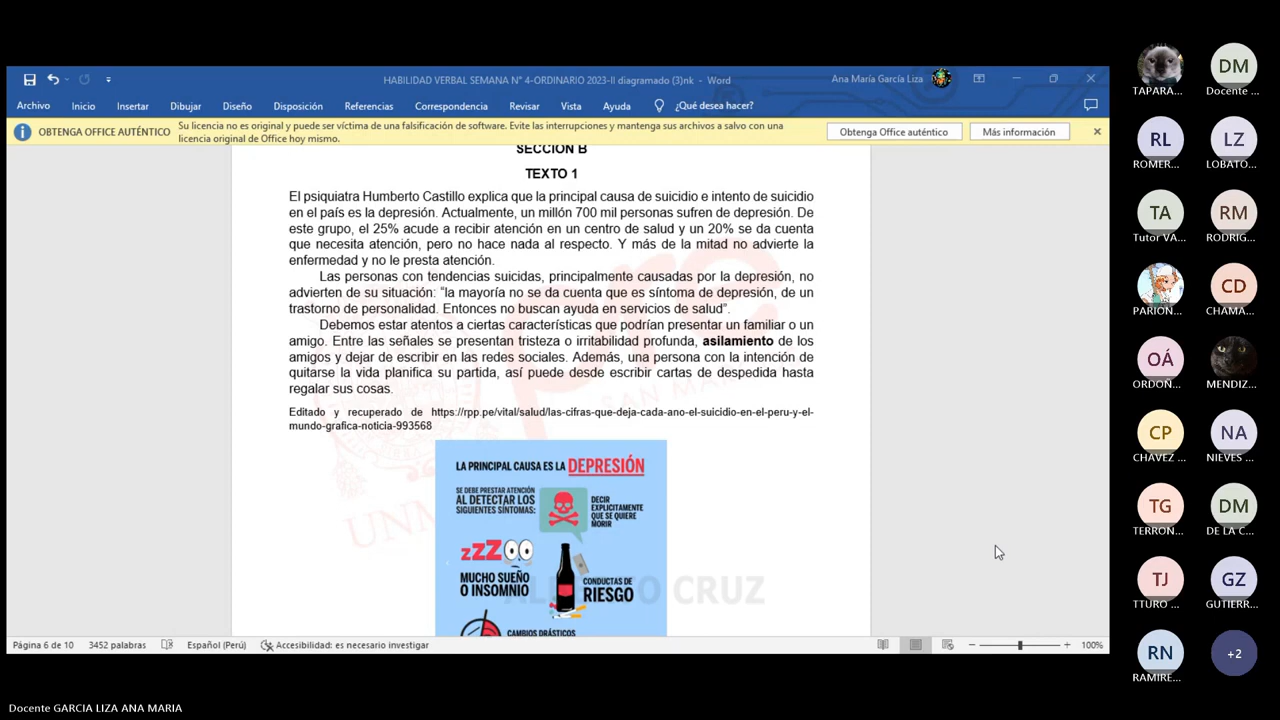 HABILIDAD VERBAL SEMANA N° 4-ORDINARIO 2023-II diagramado (3)nk - Word
Ana María García Liza
Archivo Inicio Insertar Dibujar Diseño Disposición Referencias Correspondencia Revisar Vista Ayuda ¿Qué desea hacer?
OBTENGA OFFICE AUTÉNTICO
Su licencia no es original y puede ser víctima de una falsificación de software. Evite las interrupciones y mantenga sus archivos a salvo con una
licencia original de Office hoy mismo.
Obtenga Office auténtico
Más información
SECCIÓN B
TEXTO 1
El psiquiatra Humberto Castillo explica que la principal causa de suicidio e intento de suicidio
en el país es la depresión. Actualmente, un millón 700 mil personas sufren de depresión. De
este grupo, el 25% acude a recibir atención en un centro de salud y un 20% se da cuenta
que necesita atención, pero no hace nada al respecto. Y más de la mitad no advierte la
enfermedad y no le presta atención.
Las personas con tendencias suicidas, principalmente causadas por la depresión, no
advierten de su situación: “la mayoría no se da cuenta que es síntoma de depresión, de un
trastorno de personalidad. Entonces no buscan ayuda en servicios de salud”.
Debemos estar atentos a ciertas características que podrían presentar un familiar o un
amigo. Entre las señales se presentan tristeza o irritabilidad profunda, asilamiento de los
amigos y dejar de escribir en las redes sociales. Además, una persona con la intención de
quitarse la vida planifica su partida, así puede desde escribir cartas de despedida hasta
regalar sus cosas.
Editado y recuperado de https://rpp.pe/vital/salud/las-cifras-que-deja-cada-ano-el-suicidio-en-el-peru-y-el-
mundo-grafica-noticia-993568
LA PRINCIPAL CAUSA ES LA DEPRESIÓN
SE DEBE PRESTAR ATENCIÓN
AL DETECTAR LOS
SIGUIENTES SÍNTOMAS:
DECIR
EXPLICITAMENTE
QUE SE QUIERE
MORIR
zzZ
MUCHO SUEÑO
O INSOMNIO
CONDUCTAS DE
RIESGO
CAMBIOS DRÁSTICOS
Página 6 de 10
3452 palabras
Español (Perú)
Accesibilidad: es necesario investigar
100%
TAPARA...
DM
Docente ...
RL
ROMER...
LZ
LOBATO...
TA
Tutor VA...
RM
RODRIG...
PARION...
CD
CHAMA...
OÁ
ORDOÑ...
MENDIZ...
CP
CHAVEZ ...
NA
NIEVES ...
TG
TERRON...
DM
DE LA C...
TJ
TTURO ...
GZ
GUTIERR...
RN
RAMIRE...
+2
Docente GARCIA LIZA ANA MARIA